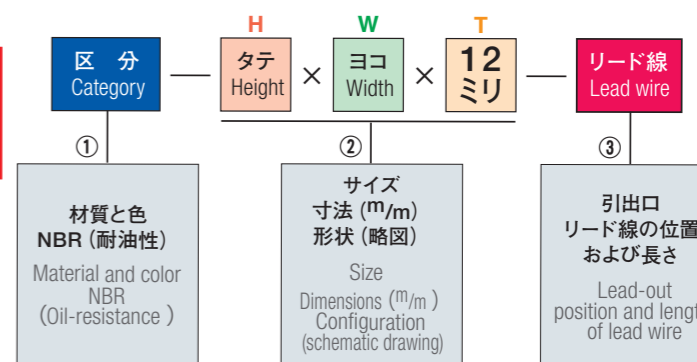 H
W
T
区 分
Category
タテ
Height
×
ヨコ
Width
×
12
ミリ
リード線
Lead wire
①
②
③
材質と色
NBR（耐油性）
Material and color
NBR
(Oil-resistance )
サイズ
寸法 (m/m)
形状（略図）
Size
Dimensions (m/m )
Configuration
(schematic drawing)
引出口
リード線の位置
および長さ
Lead-out
position and lengt
of lead wire